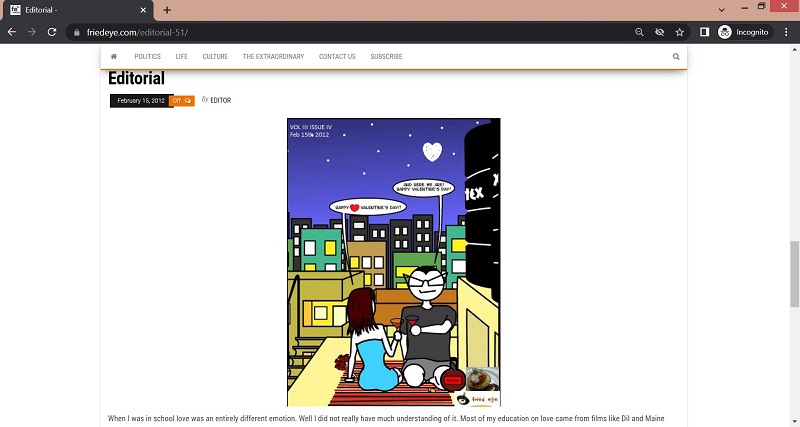 Editorial -
friedeye.com/editorial-51/
Incognito
POLITICS LIFE CULTURE THE EXTRAORDINARY CONTACT US SUBSCRIBE
Editorial
February 15, 2012 Off By EDITOR
VOL III ISSUE IV
Feb 15th 2012
AND HERE WE ARE!
HAPPY VALENTINE'S DAY!
HAPPY VALENTINE'S DAY!
TEX
fried eye
When I was in school love was an entirely different emotion. Well I did not really have much understanding of it. Most of my education on love came from films like Dil and Maine